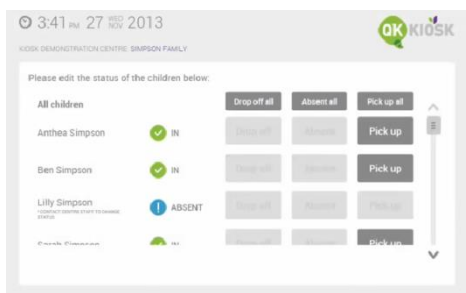 3:41 PM 27 WED NOV 2013
QK KIOSK
KIOSK DEMONSTRATION CENTRE: SIMPSON FAMILY
Please edit the status of the children below:
All children Drop off all Absent all Pick up all
Anthea Simpson IN Drop off Absent Pick up
Ben Simpson IN Drop off Absent Pick up
Lilly Simpson ABSENT Drop off Absent Pick up
*CONTACT CENTRE STAFF TO CHANGE
STATUS
Sarah Simpson IN Drop off Absent Pick up